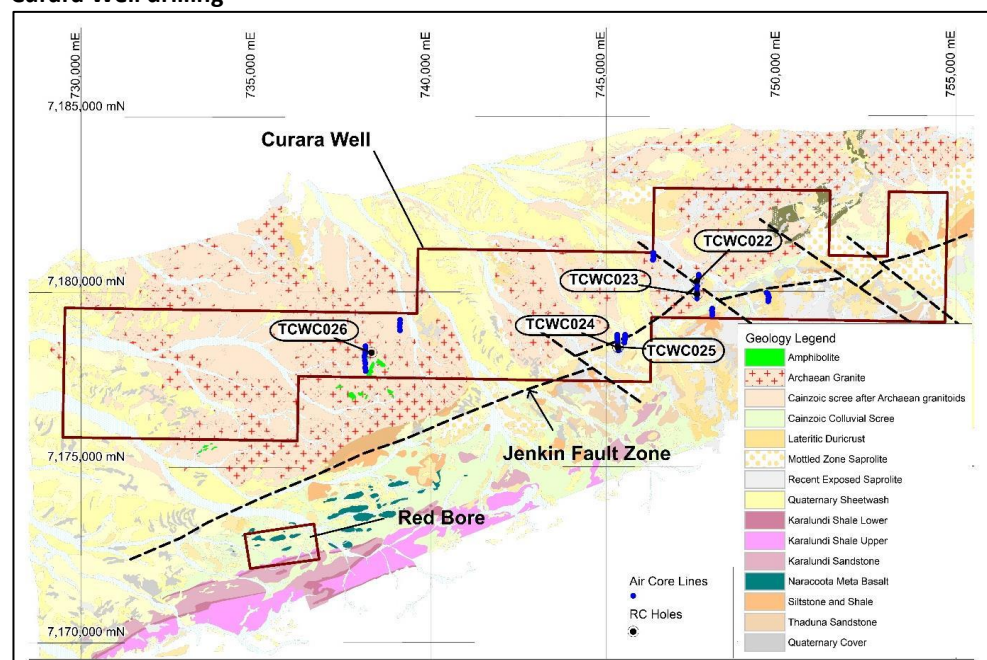 Curara Well drilling
730,000 mE
735,000 mE
740,000 mE
745,000 mE
750,000 mE
755,000 mE
7,185,000 mN
Curara Well
TCWC022
7,180,000 mN
TCWC023
TCWC024
TCWC026
TCWC025
Jenkin Fault Zone
7,175,000 mN
Red Bore
7,170,000 mN
Air Core Lines
RC Holes
Geology Legend
Amphibolite
Archaean Granite
Cainzoic scree after Archaean granitoids
Cainzoic Colluvial Scree
Lateritic Duricrust
Mottled Zone Saprolite
Recent Exposed Saprolite
Quaternary Sheetwash
Karalundi Shale Lower
Karalundi Shale Upper
Karalundi Sandstone
Naracoota Meta Basalt
Siltstone and Shale
Thaduna Sandstone
Quaternary Cover